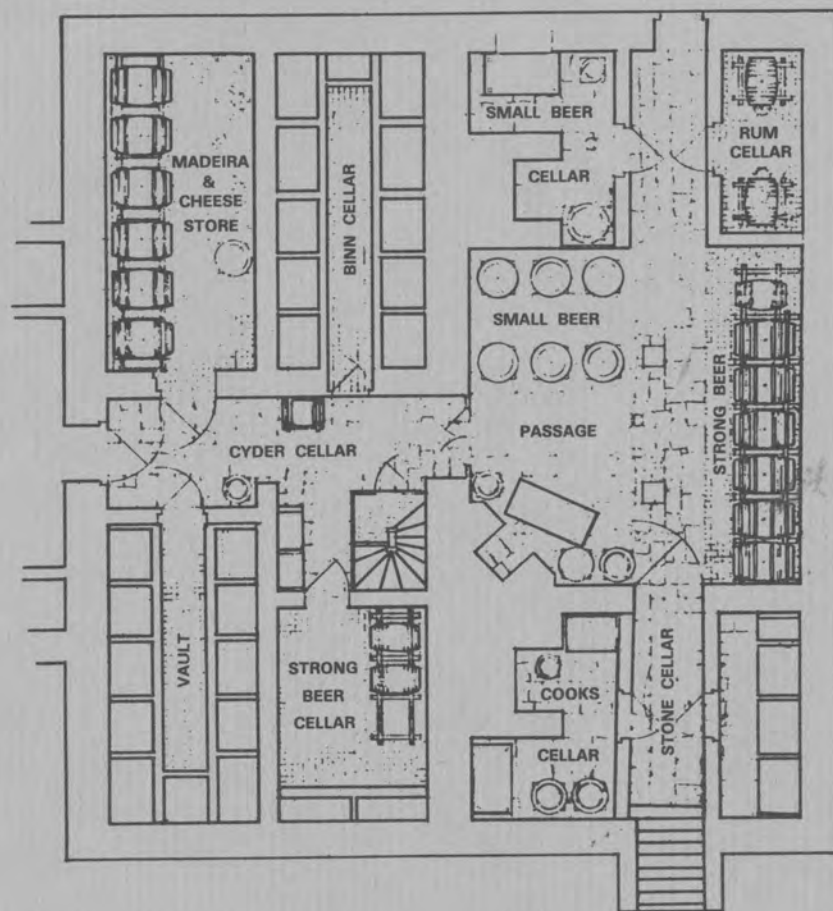 SMALL BEER
CELLAR
RUM
CELLAR
MADEIRA
&
CHEESE
STORE
BINN CELLAR
SMALL BEER
STRONG BEER
PASSAGE
CYDER CELLAR
VAULT
STRONG
BEER
CELLAR
COOKS
CELLAR
STONE CELLAR